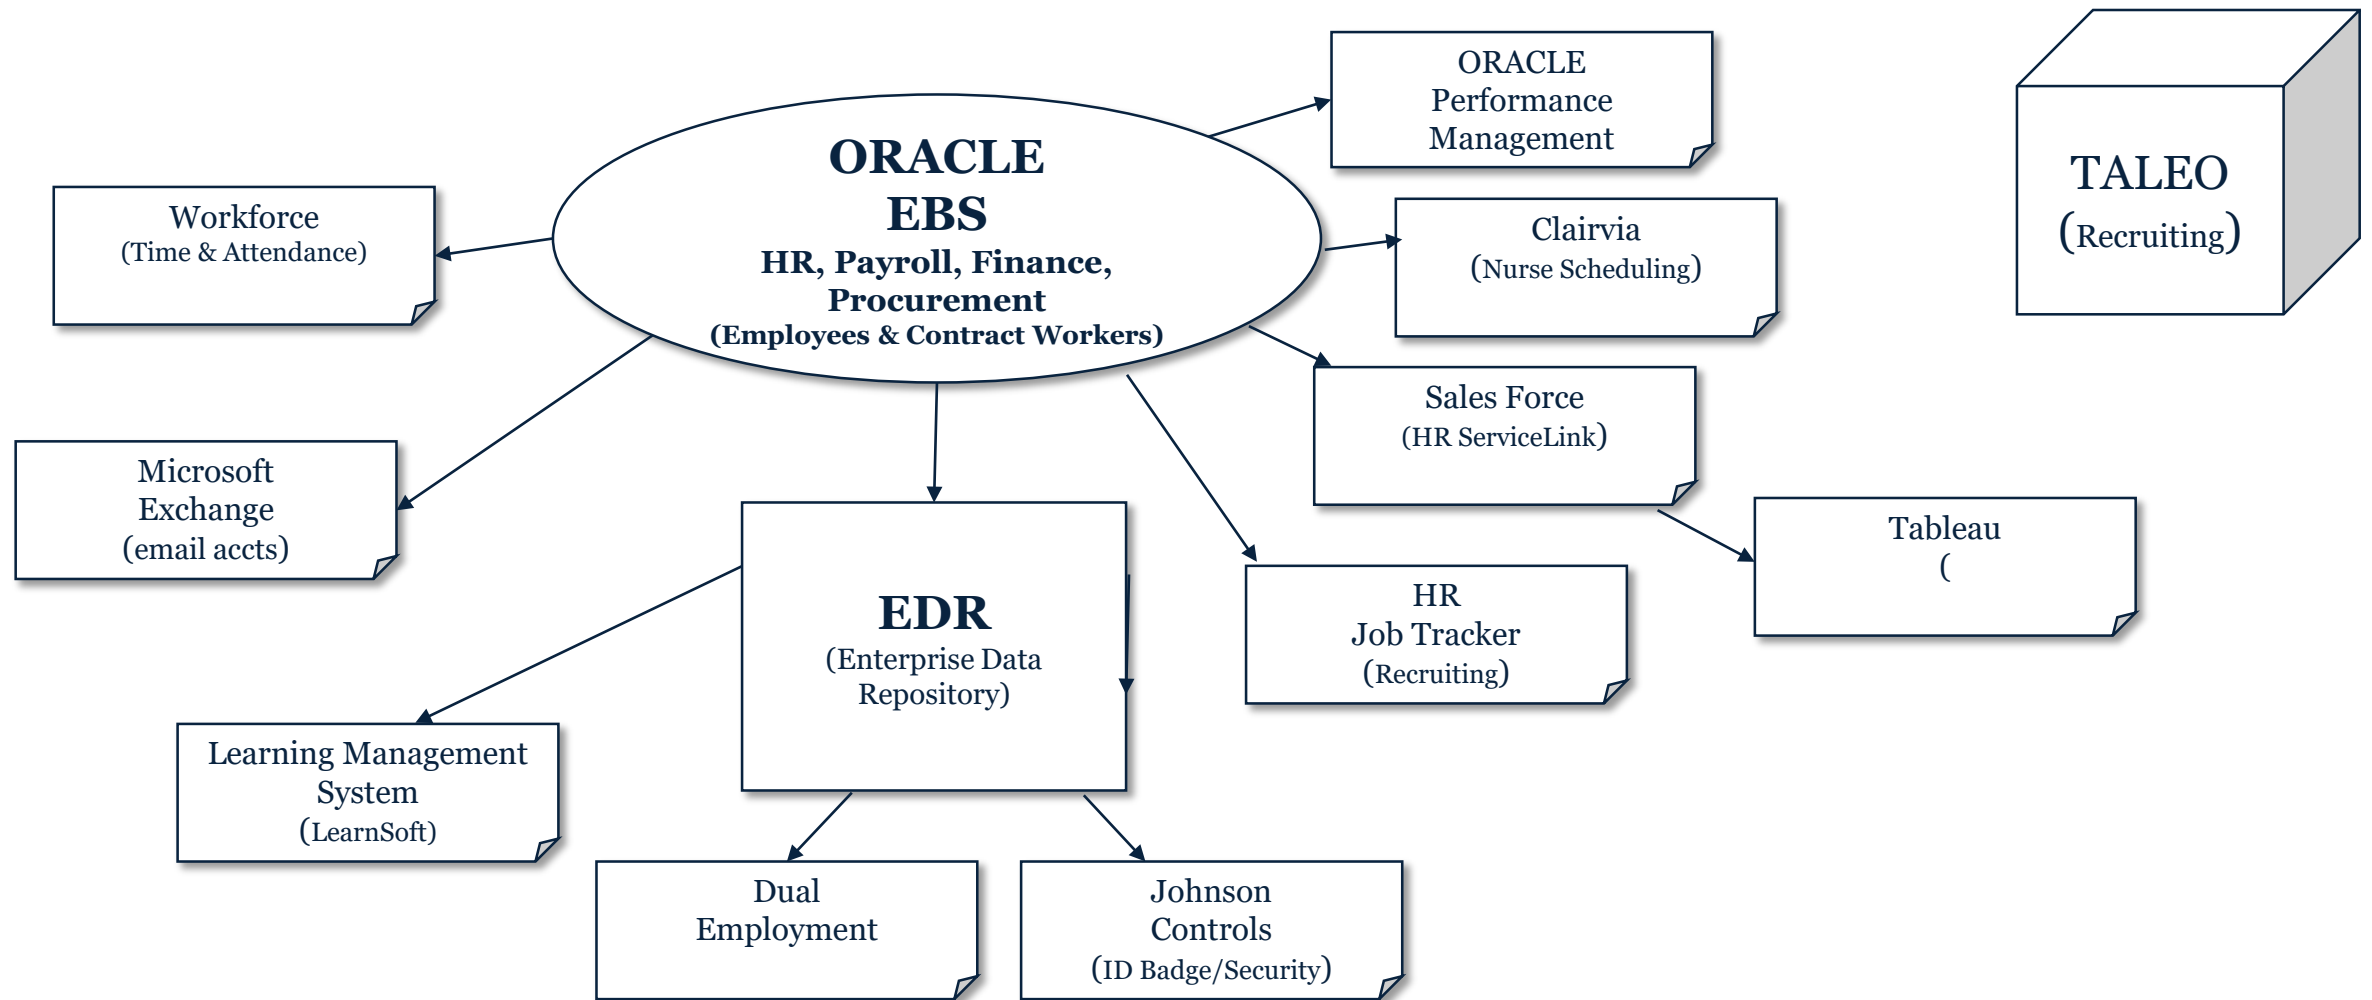 ORACLE
EBS
HR, Payroll, Finance,
Procurement
(Employees & Contract Workers)
ORACLE
Performance
Management
TALEO
(Recruiting)
Workforce
(Time & Attendance)
Clairvia
(Nurse Scheduling)
Sales Force
(HR ServiceLink)
Microsoft
Exchange
(email accts)
Tableau
(
EDR
(Enterprise Data
Repository)
HR
Job Tracker
(Recruiting)
Learning Management
System
(LearnSoft)
Dual
Employment
Johnson
Controls
(ID Badge/Security)